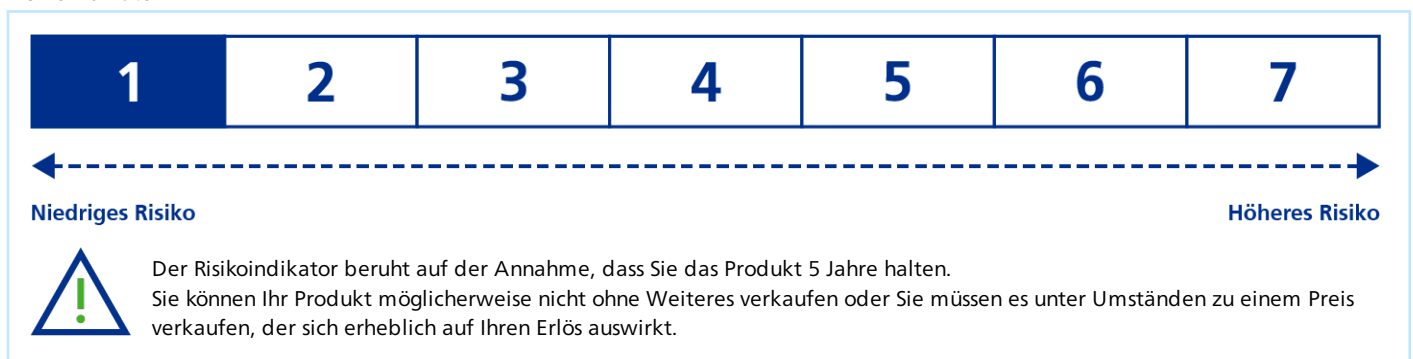 1 2 3 4 5 6 7
Niedriges Risiko Höheres Risiko
Der Risikoindikator beruht auf der Annahme, dass Sie das Produkt 5 Jahre halten.
Sie können Ihr Produkt möglicherweise nicht ohne Weiteres verkaufen oder Sie müssen es unter Umständen zu einem Preis
verkaufen, der sich erheblich auf Ihren Erlös auswirkt.